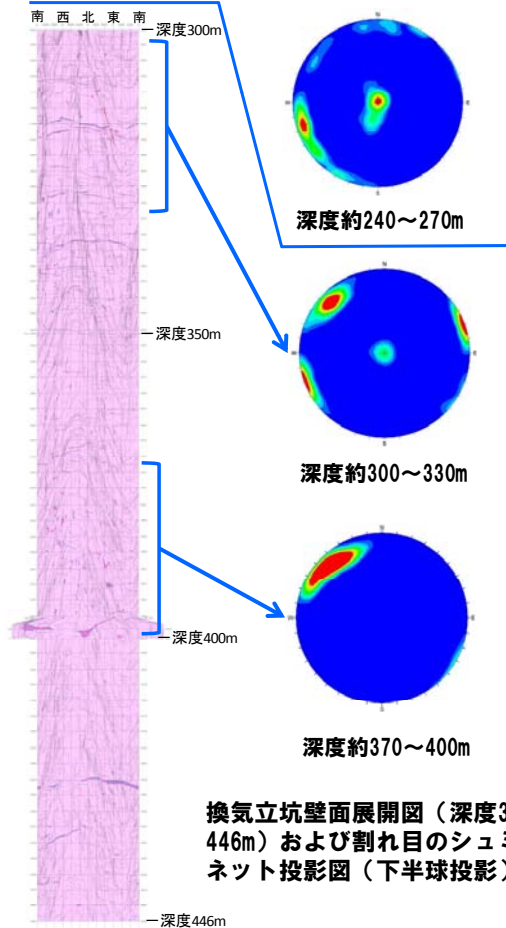 南 西 北 東 南
深度300m
深度350m
深度400m
深度446m
N
W
E
S
深度約240～270m
N
W
E
S
深度約300～330m
N
W
E
S
深度約370～400m
換気立坑壁面展開図（深度3
446m）および割れ目のシュミ
ネット投影図（下半球投影）